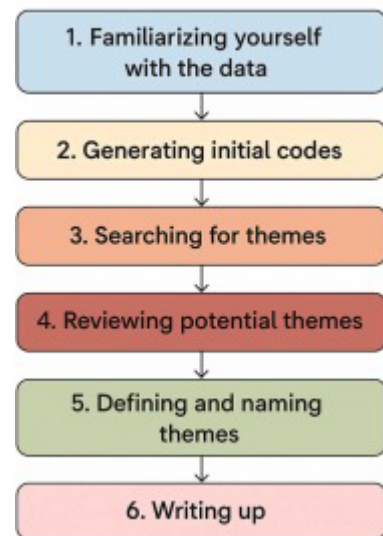 1. Familiarizing yourself
with the data
2. Generating initial codes
3. Searching for themes
4. Reviewing potential themes
5. Defining and naming
themes
6. Writing up